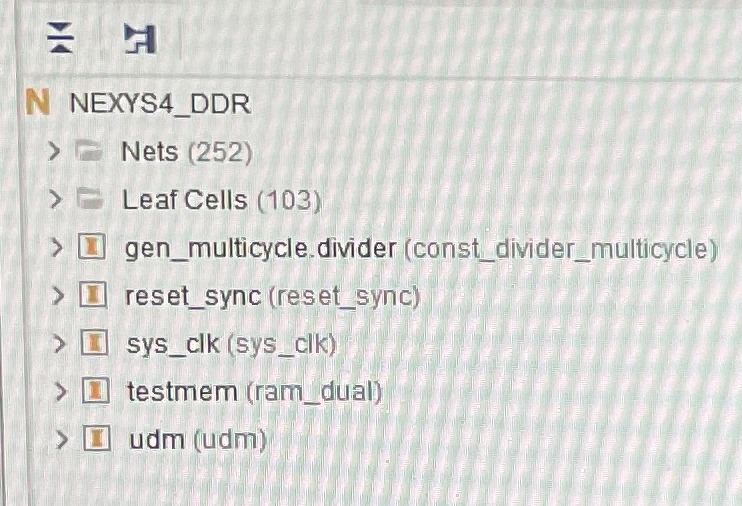 N NEXYS4_DDR
Nets (252)
Leaf Cells (103)
gen_multicycle.divider (const_divider_multicycle)
reset_sync (reset_sync)
sys_clk (sys_clk)
testmem (ram_dual)
udm (udm)